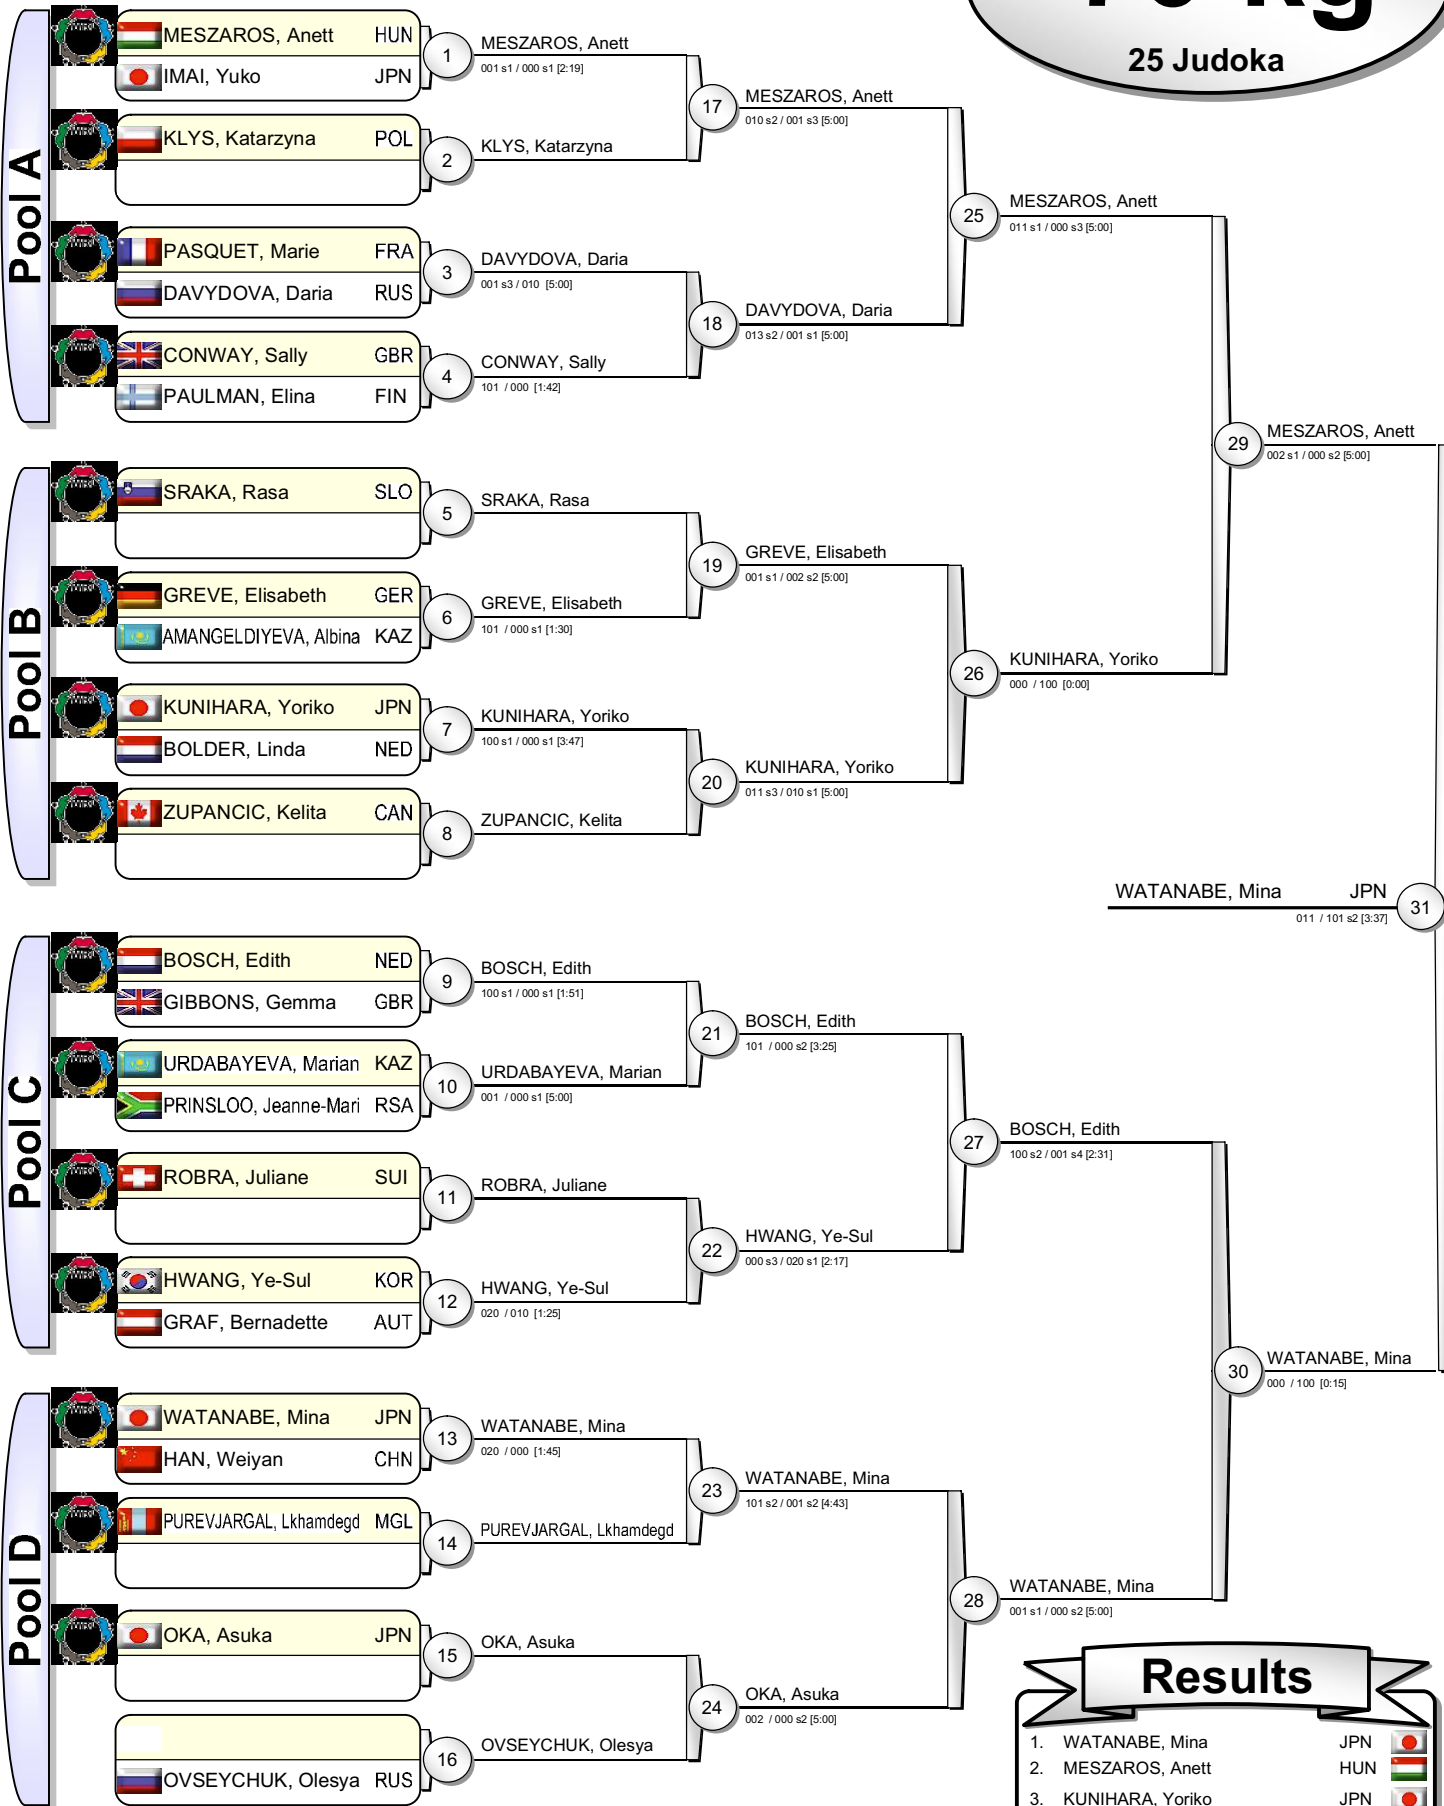 25 Judoka
Pool A
MESZAROS, Anett HUN
IMAI, Yuko JPN
1
MESZAROS, Anett
001 s1 / 000 s1 [2:19]
KLYS, Katarzyna POL
2
KLYS, Katarzyna
17
MESZAROS, Anett
010 s2 / 001 s3 [5:00]
PASQUET, Marie FRA
DAVYDOVA, Daria RUS
3
DAVYDOVA, Daria
001 s3 / 010 [5:00]
CONWAY, Sally GBR
PAULMAN, Elina FIN
4
CONWAY, Sally
101 / 000 [1:42]
18
DAVYDOVA, Daria
013 s2 / 001 s1 [5:00]
25
MESZAROS, Anett
011 s1 / 000 s3 [5:00]
Pool B
SRAKA, Rasa SLO
5
SRAKA, Rasa
GREVE, Elisabeth GER
AMANGELDIYEVA, Albina KAZ
6
GREVE, Elisabeth
101 / 000 s1 [1:30]
19
GREVE, Elisabeth
001 s1 / 002 s2 [5:00]
KUNIHARA, Yoriko JPN
BOLDER, Linda NED
7
KUNIHARA, Yoriko
100 s1 / 000 s1 [3:47]
ZUPANCIC, Kelita CAN
8
ZUPANCIC, Kelita
20
KUNIHARA, Yoriko
011 s3 / 010 s1 [5:00]
26
KUNIHARA, Yoriko
000 / 100 [0:00]
29
MESZAROS, Anett
002 s1 / 000 s2 [5:00]
WATANABE, Mina JPN
011 / 101 s2 [3:37]
31
Pool C
BOSCH, Edith NED
GIBBONS, Gemma GBR
9
BOSCH, Edith
100 s1 / 000 s1 [1:51]
URDABAYEVA, Marian KAZ
PRINSLOO, Jeanne-Mari RSA
10
URDABAYEVA, Marian
001 / 000 s1 [5:00]
21
BOSCH, Edith
101 / 000 s2 [3:25]
ROBRA, Juliane SUI
11
ROBRA, Juliane
HWANG, Ye-Sul KOR
GRAF, Bernadette AUT
12
HWANG, Ye-Sul
020 / 010 [1:25]
22
HWANG, Ye-Sul
000 s3 / 020 s1 [2:17]
27
BOSCH, Edith
100 s2 / 001 s4 [2:31]
Pool D
WATANABE, Mina JPN
HAN, Weiyan CHN
13
WATANABE, Mina
020 / 000 [1:45]
PUREVJARGAL, Lkhamdegd MGL
14
PUREVJARGAL, Lkhamdegd
23
WATANABE, Mina
101 s2 / 001 s2 [4:43]
OKA, Asuka JPN
15
OKA, Asuka
OVSEYCHUK, Olesya RUS
16
OVSEYCHUK, Olesya
24
OKA, Asuka
002 / 000 s2 [5:00]
28
WATANABE, Mina
001 s1 / 000 s2 [5:00]
30
WATANABE, Mina
000 / 100 [0:15]
Results
1. WATANABE, Mina JPN
2. MESZAROS, Anett HUN
3. KUNIHARA, Yoriko JPN